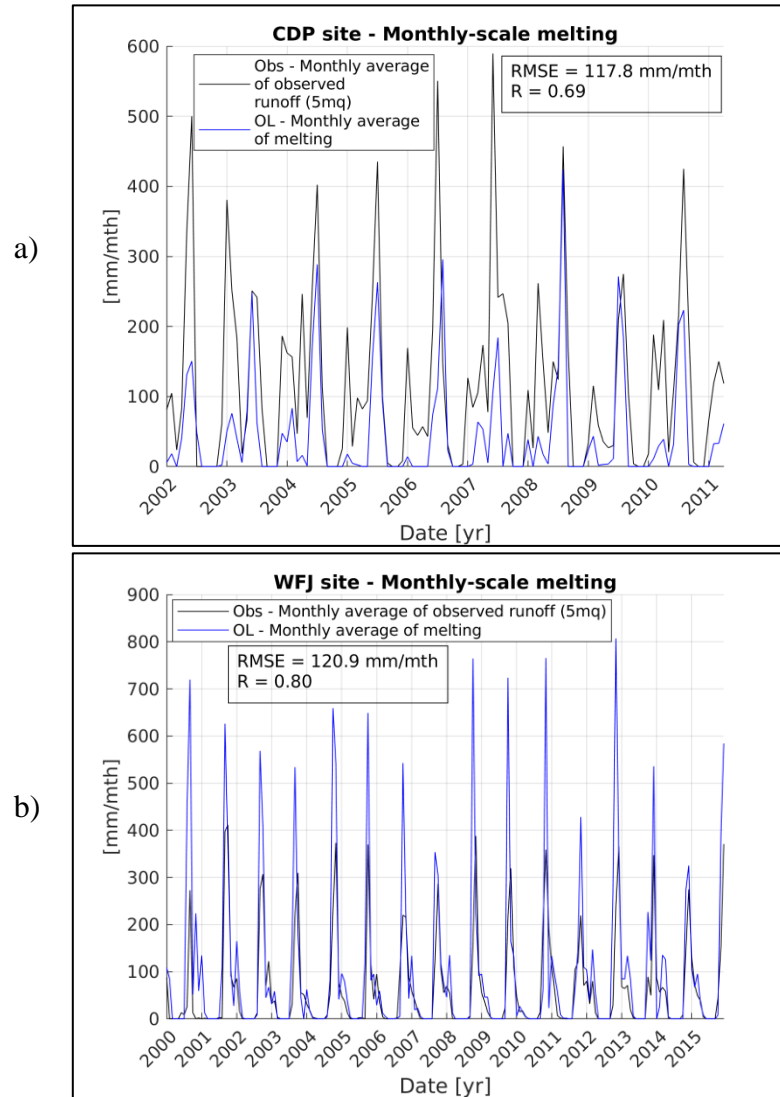 a)
CDP site - Monthly-scale melting
600
500
400
300
200
100
0
[mm/mth]
Obs - Monthly average
of observed
runoff (5mq)
OL - Monthly average
of melting
RMSE = 117.8 mm/mth
R = 0.69
2002
2003
2004
2005
2006
2007
2008
2009
2010
2011
Date [yr]
b)
WFJ site - Monthly-scale melting
900
800
700
600
500
400
300
200
100
0
[mm/mth]
Obs - Monthly average of observed runoff (5mq)
OL - Monthly average of melting
RMSE = 120.9 mm/mth
R = 0.80
2000
2001
2002
2003
2004
2005
2006
2007
2008
2009
2010
2011
2012
2013
2014
2015
Date [yr]